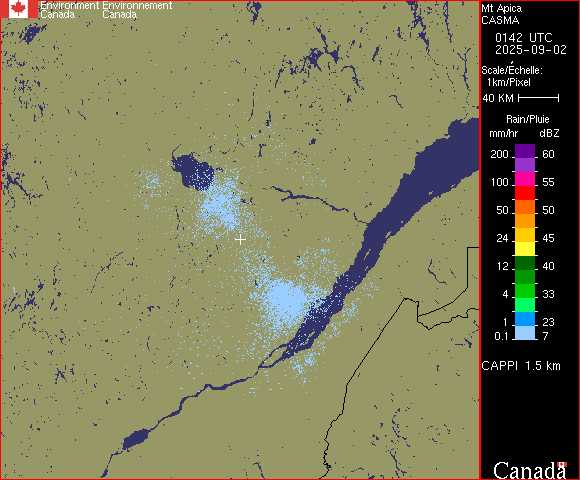 Environment Environnement
Canada Canada
Mt Apica
CASMA
0142 UTC
2025-09-02
Scale/Échelle:
1km/Pixel
40 KM
Rain/Pluie
mm/hr dBZ
200 60
100 55
50 50
24 45
12 40
4 33
1 23
0.1 7
CAPPI 1.5 km
Canada